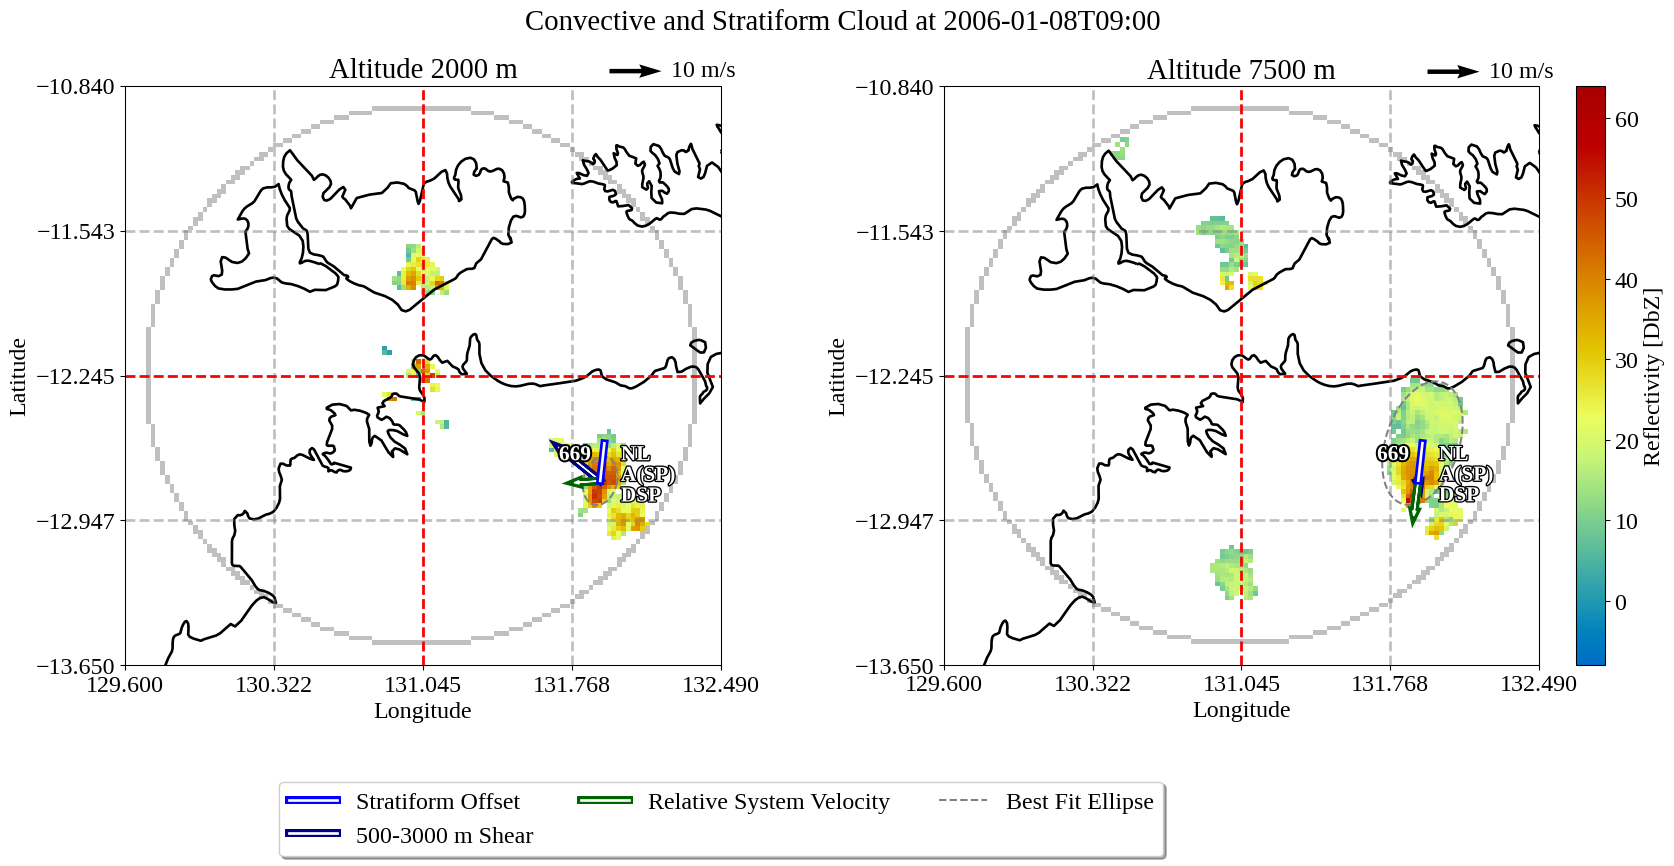 Convective and Stratiform Cloud at 2006-01-08T09:00
Altitude 2000 m
10 m/s
−10.840
−11.543
−12.245
−12.947
−13.650
129.600
130.322
131.045
131.768
132.490
Latitude
Longitude
669
NL
A(SP)
DSP
Altitude 7500 m
10 m/s
−10.840
−11.543
−12.245
−12.947
−13.650
129.600
130.322
131.045
131.768
132.490
Latitude
Longitude
669
NL
A(SP)
DSP
60
50
40
30
20
10
0
Reflectivity [DbZ]
Stratiform Offset
500-3000 m Shear
Relative System Velocity
Best Fit Ellipse